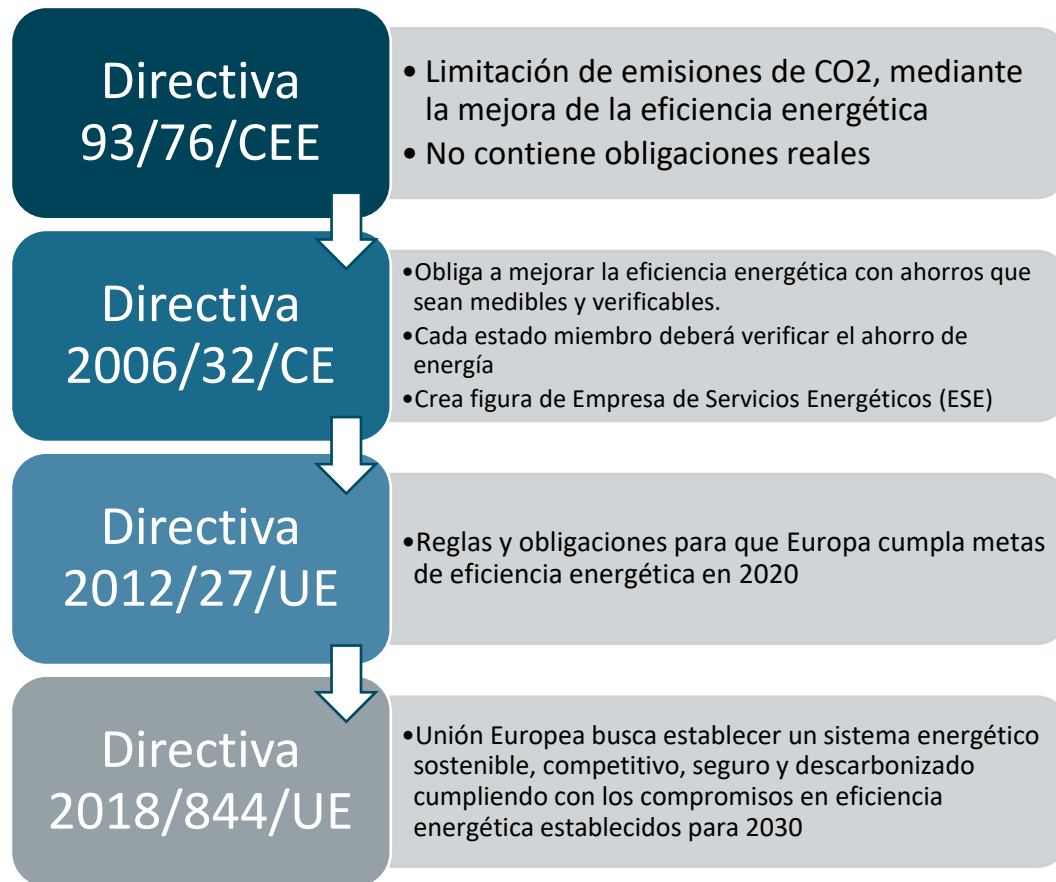 Directiva
93/76/CEE
• Limitación de emisiones de CO2, mediante
la mejora de la eficiencia energética
• No contiene obligaciones reales
Directiva
2006/32/CE
•Obliga a mejorar la eficiencia energética con ahorros que
sean medibles y verificables.
•Cada estado miembro deberá verificar el ahorro de
energía
•Crea figura de Empresa de Servicios Energéticos (ESE)
Directiva
2012/27/UE
•Reglas y obligaciones para que Europa cumpla metas
de eficiencia energética en 2020
Directiva
2018/844/UE
•Unión Europea busca establecer un sistema energético
sostenible, competitivo, seguro y descarbonizado
cumpliendo con los compromisos en eficiencia
energética establecidos para 2030